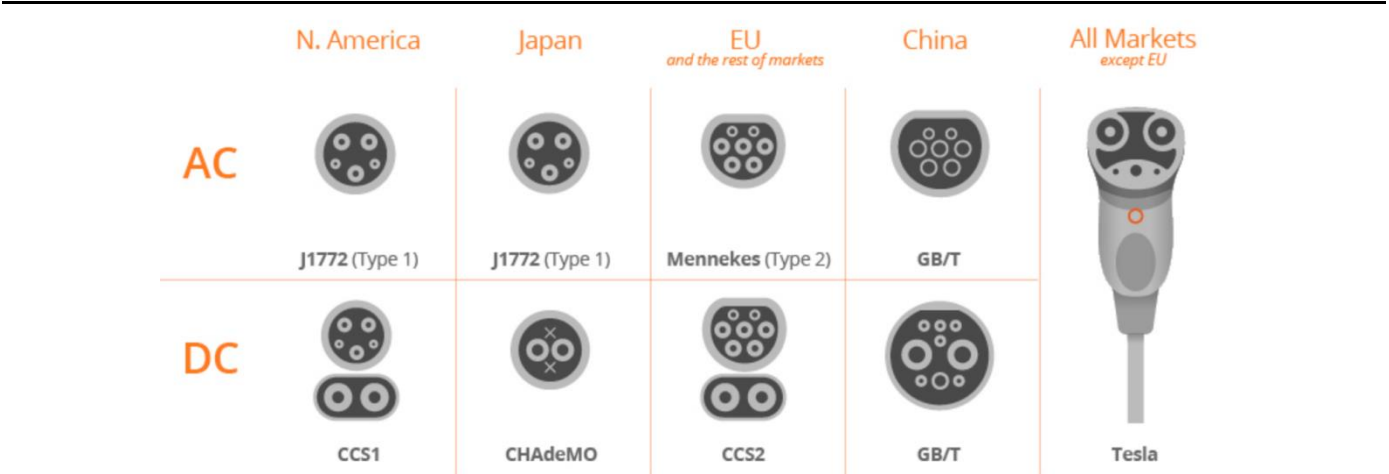 N. America
Japan
EU
and the rest of markets
China
All Markets
except EU
AC
J1772 (Type 1)
J1772 (Type 1)
Mennekes (Type 2)
GB/T
DC
CCS1
CHAdeMO
CCS2
GB/T
Tesla